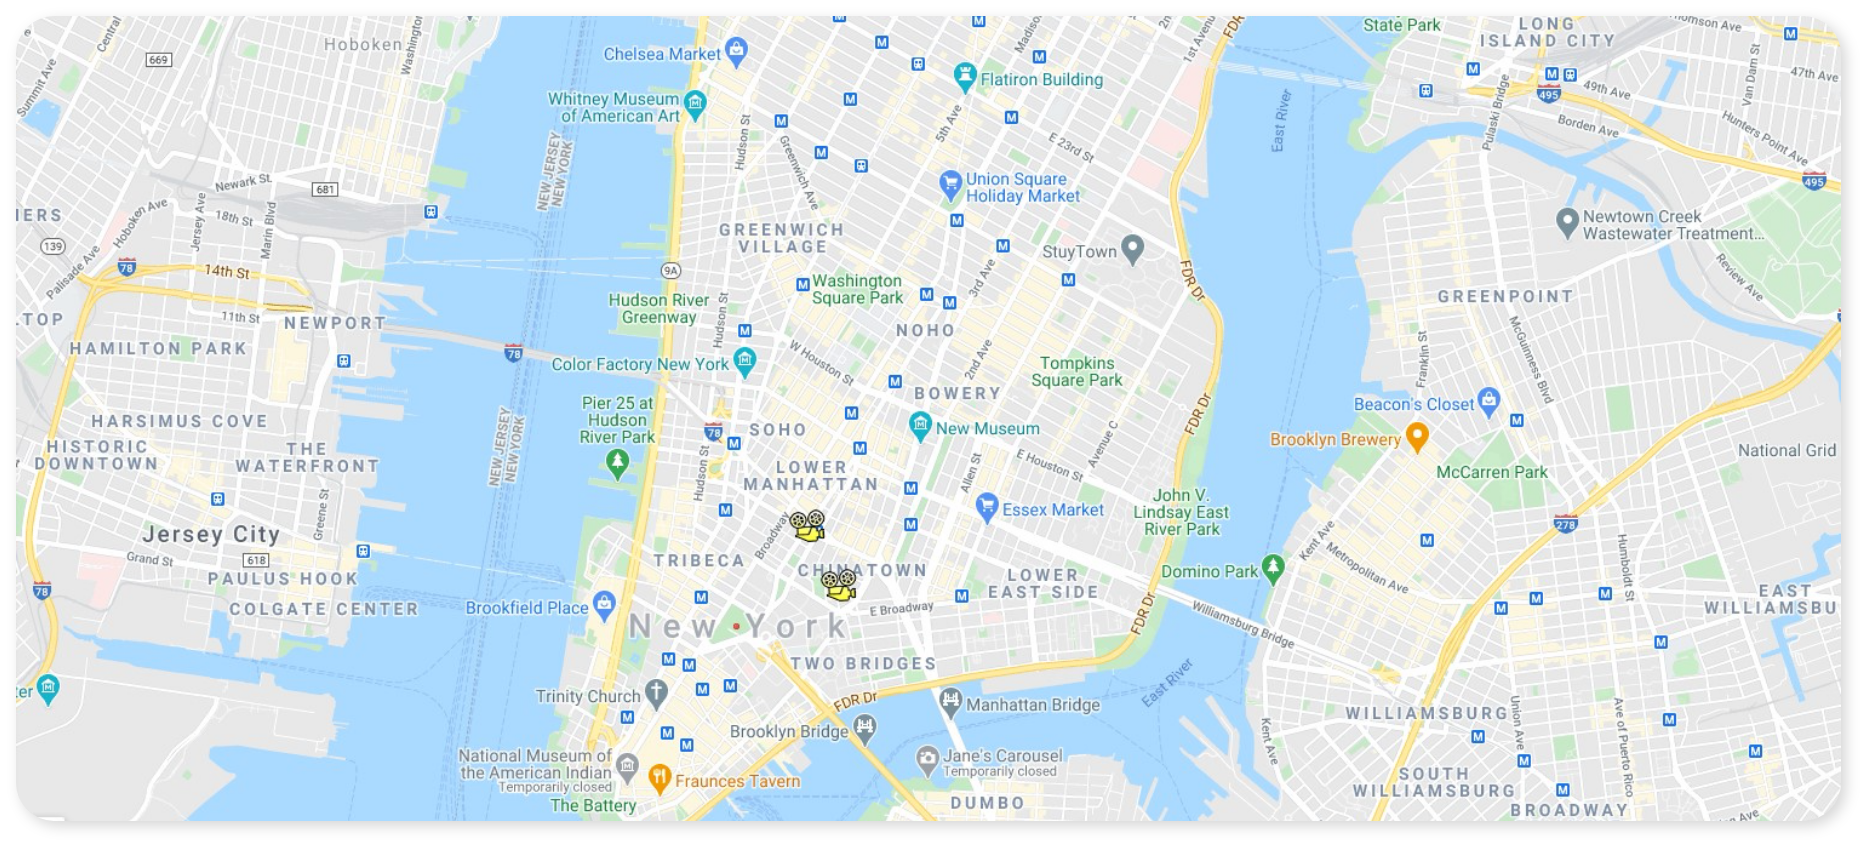 State Park
LONG
ISLAND CITY
Thomson Ave
Hoboken
Washington
Central
669
Summit Ave
Chelsea Market
Madison
2nd
1st Avenue
FDR
Flatiron Building
47th Ave
Van Dam St
49th Ave
495
Pulaski Bridge
Borden Ave
Hunters Point Ave
495
Whitney Museum
of American Art
Hudson St
5th Ave
E 23rd St
East River
Greenwich Ave
NEW JERSEY
NEW YORK
Newark St
681
Union Square
Holiday Market
Hoboken Ave
Jersey Ave
18th St
Marin Blvd
IERS
139
Palisade Ave
78
14th St
11th St
GREENWICH
VILLAGE
StuyTown
Newtown Creek
Wastewater Treatment...
Review Ave
9A
Washington
Square Park
3rd Ave
FDR Dr
GREENPOINT
Hudson River
Greenway
Hudson St
NOHO
LTOP
NEWPORT
HAMILTON PARK
78
Color Factory New York
W Houston St
2nd Ave
Tompkins
Square Park
Franklin St
McGuinness Blvd
BOWERY
Pier 25 at
Hudson
River Park
HARSIMUS COVE
HISTORIC
DOWNTOWN
THE
WATERFRONT
NEW JERSEY
NEW YORK
78
SOHO
New Museum
Avenue C
FDR Dr
Beacon's Closet
Brooklyn Brewery
McCarren Park
National Grid
LOWER
MANHATTAN
Hudson St
Allen St
E Houston St
Greene St
Jersey City
Essex Market
John V.
Lindsay East
River Park
Kent Ave
278
Broadway
Metropolitan Ave
Humboldt St
Grand St
618
TRIBECA
CHINATOWN
LOWER
EAST SIDE
Domino Park
PAULUS HOOK
COLGATE CENTER
78
Brookfield Place
E Broadway
FDR Dr
Williamsburg Bridge
EAST
WILLIAMSBU
New York
TWO BRIDGES
East River
ter
Trinity Church
FDR Dr
Manhattan Bridge
Brooklyn Bridge
Kent Ave
WILLIAMSBURG
Union Ave
Ave of Puerto Rico
National Museum of
the American Indian
Temporarily closed
Jane's Carousel
Temporarily closed
Fraunces Tavern
The Battery
DUMBO
SOUTH
WILLIAMSBURG
BROADWAY